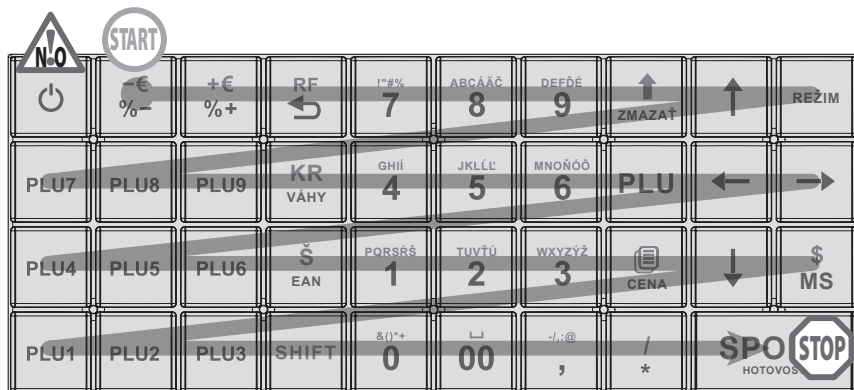 START
N.O
-€ +€ RF !"#% ABCÁÄČ DEFĎÉ
%- %+ 7 8 9 ZMAZAŤ REŽIM
PLU7 PLU8 PLU9 KR GHIÍ JKLĹĽ MNOŇÓÔ PLU
VÁHY 4 5 6
PLU4 PLU5 PLU6 Š PQRSŔŠ TUVŤÚ WXYZÝŽ $
EAN 1 2 3 CENA MS
PLU1 PLU2 PLU3 SHIFT &()*+ -/,:@ / SPO STOP
0 00 , * HOTOVOS